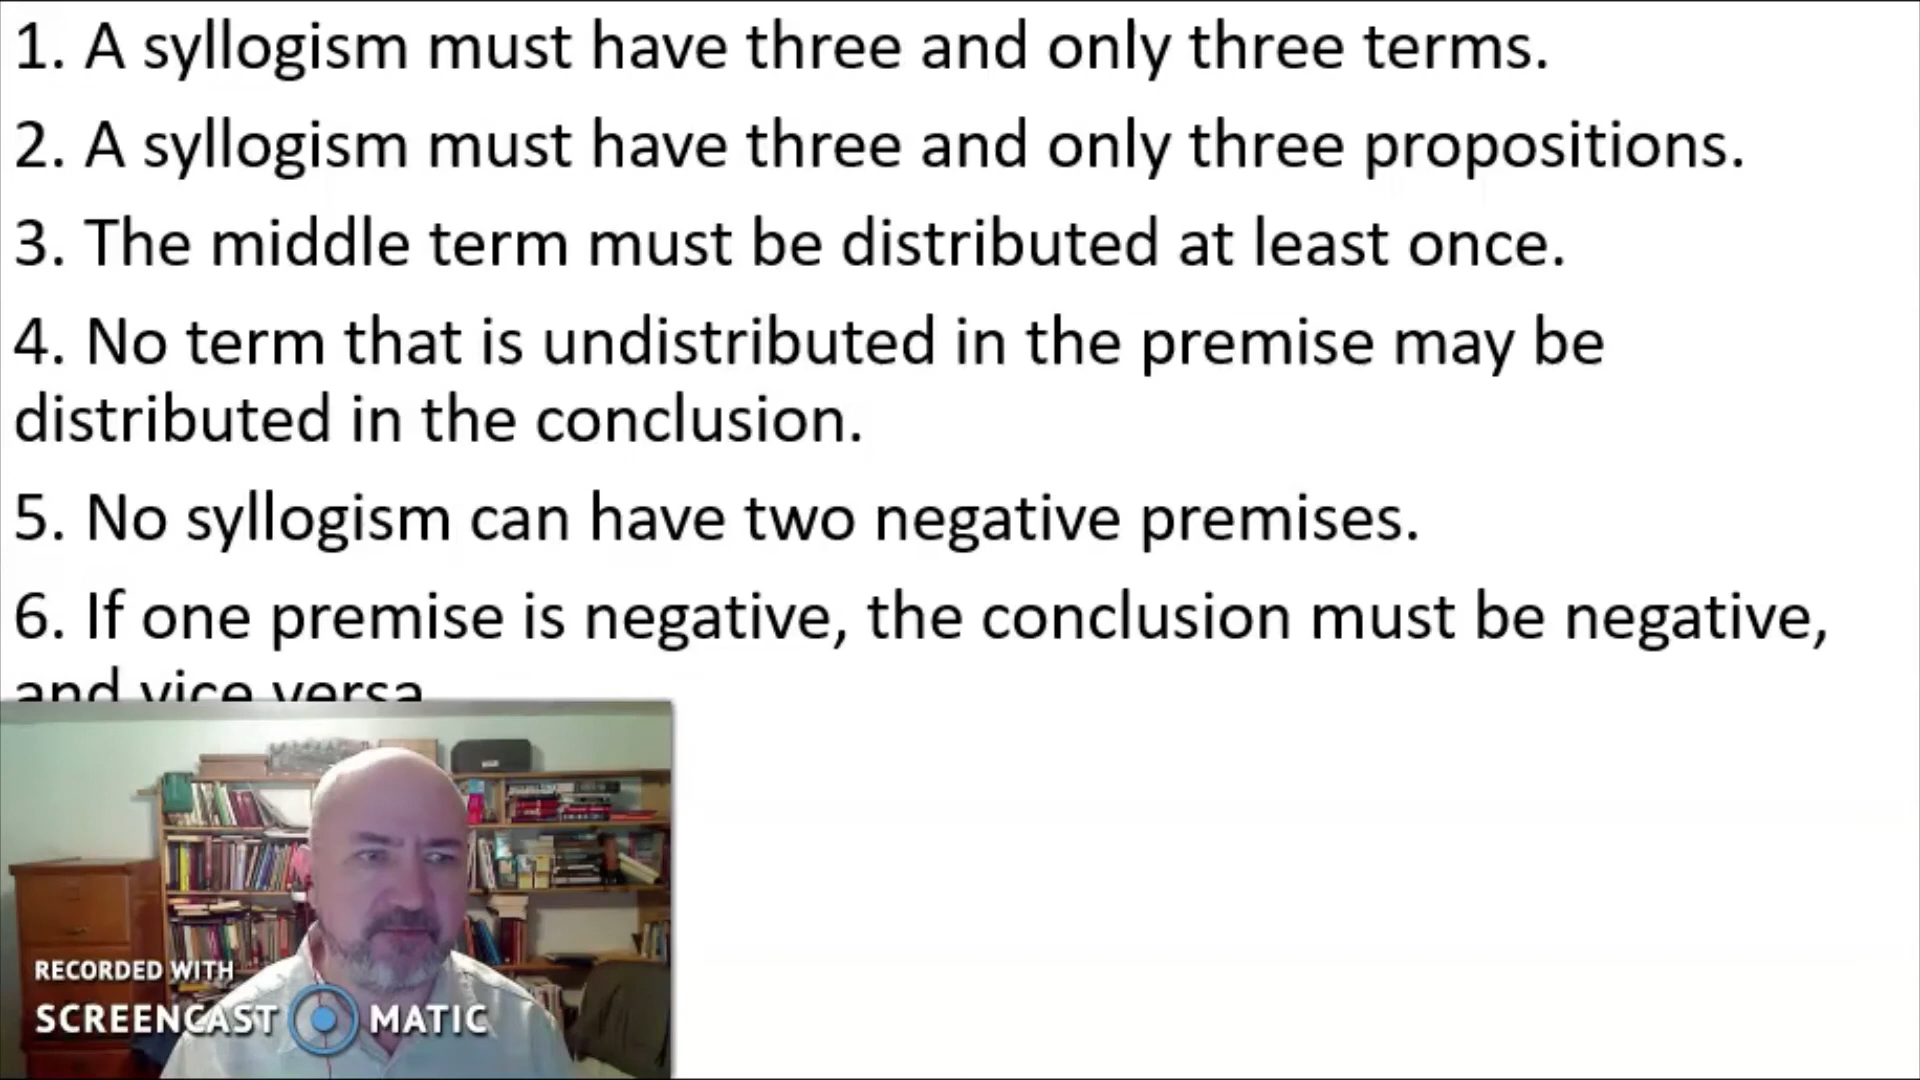 1. A syllogism must have three and only three terms.
2. A syllogism must have three and only three propositions.
3. The middle term must be distributed at least once.
4. No term that is undistributed in the premise may be
distributed in the conclusion.
5. No syllogism can have two negative premises.
6. If one premise is negative, the conclusion must be negative,
and vice versa
RECORDED WITH
SCREENCAST MATIC